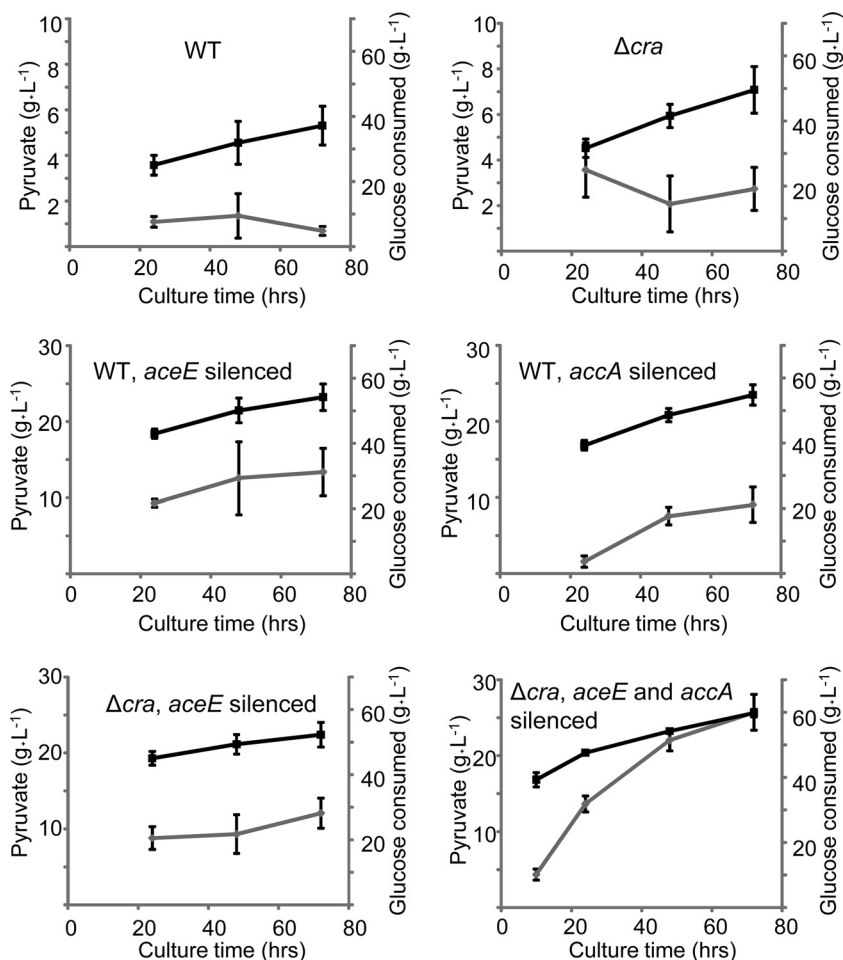 WT
Pyruvate (g·L⁻¹)
10
8
6
4
2
0 20 40 60 80
Culture time (hrs)
60
40
20
Glucose consumed (g·L⁻¹)
Δcra
Pyruvate (g·L⁻¹)
10
8
6
4
2
0 20 40 60 80
Culture time (hrs)
60
40
20
Glucose consumed (g·L⁻¹)
WT, aceE silenced
Pyruvate (g·L⁻¹)
30
20
10
0 20 40 60 80
Culture time (hrs)
60
40
20
0
Glucose consumed (g·L⁻¹)
WT, accA silenced
Pyruvate (g·L⁻¹)
30
20
10
0 20 40 60 80
Culture time (hrs)
60
40
20
0
Glucose consumed (g·L⁻¹)
Δcra, aceE silenced
Pyruvate (g·L⁻¹)
30
20
10
0 20 40 60 80
Culture time (hrs)
60
40
20
0
Glucose consumed (g·L⁻¹)
Δcra, aceE and accA
silenced
Pyruvate (g·L⁻¹)
30
20
10
0 20 40 60 80
Culture time (hrs)
60
40
20
0
Glucose consumed (g·L⁻¹)